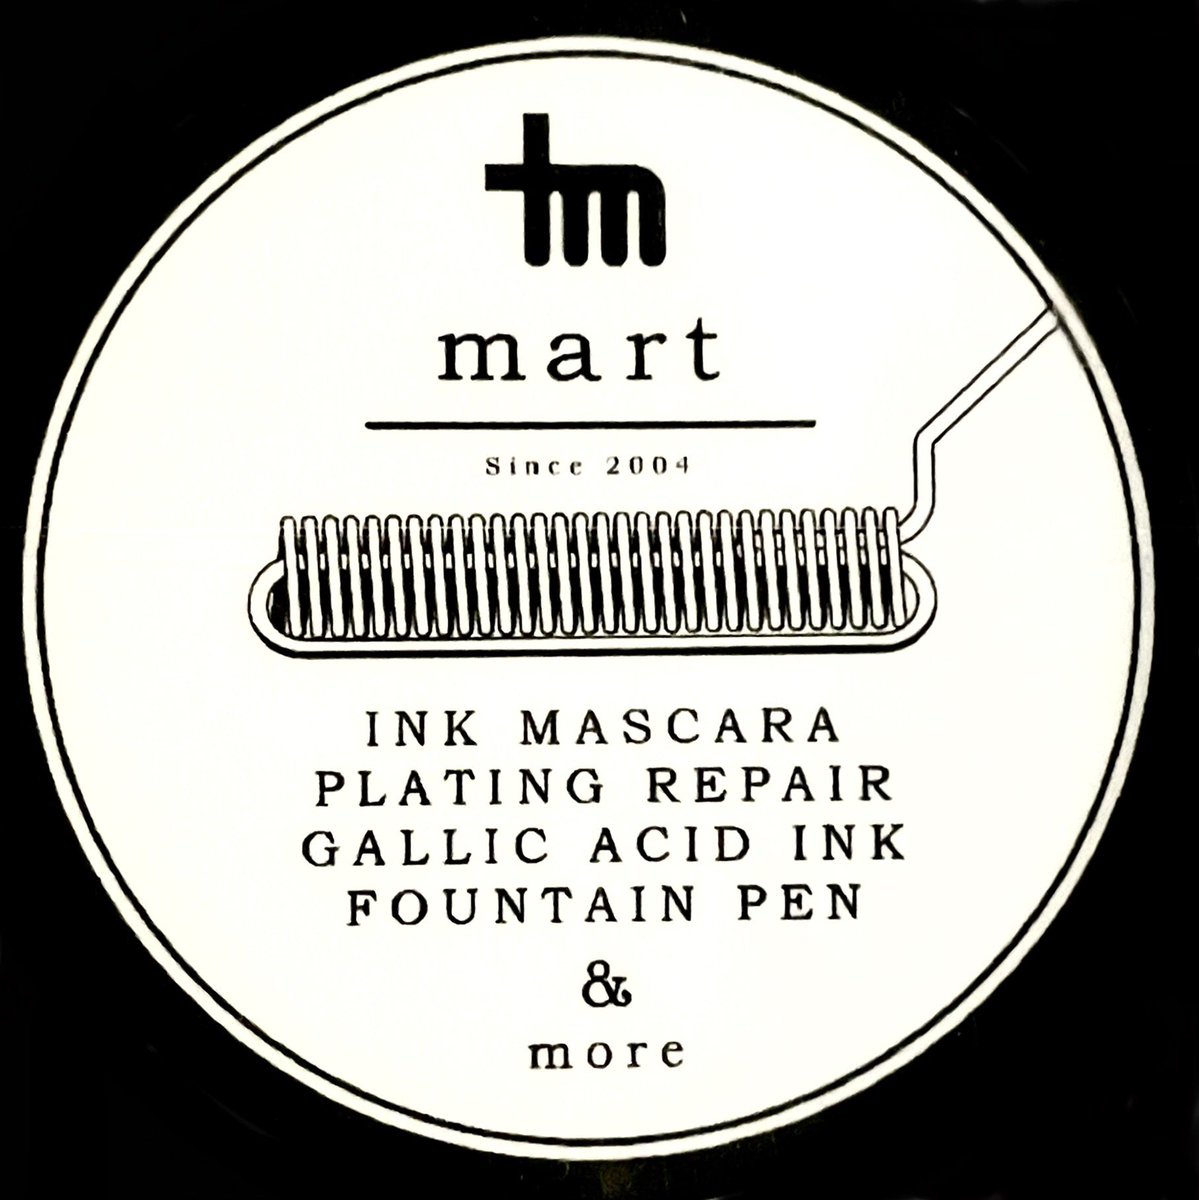 tm
mart
Since 2004
INK MASCARA
PLATING REPAIR
GALLIC ACID INK
FOUNTAIN PEN
&
more